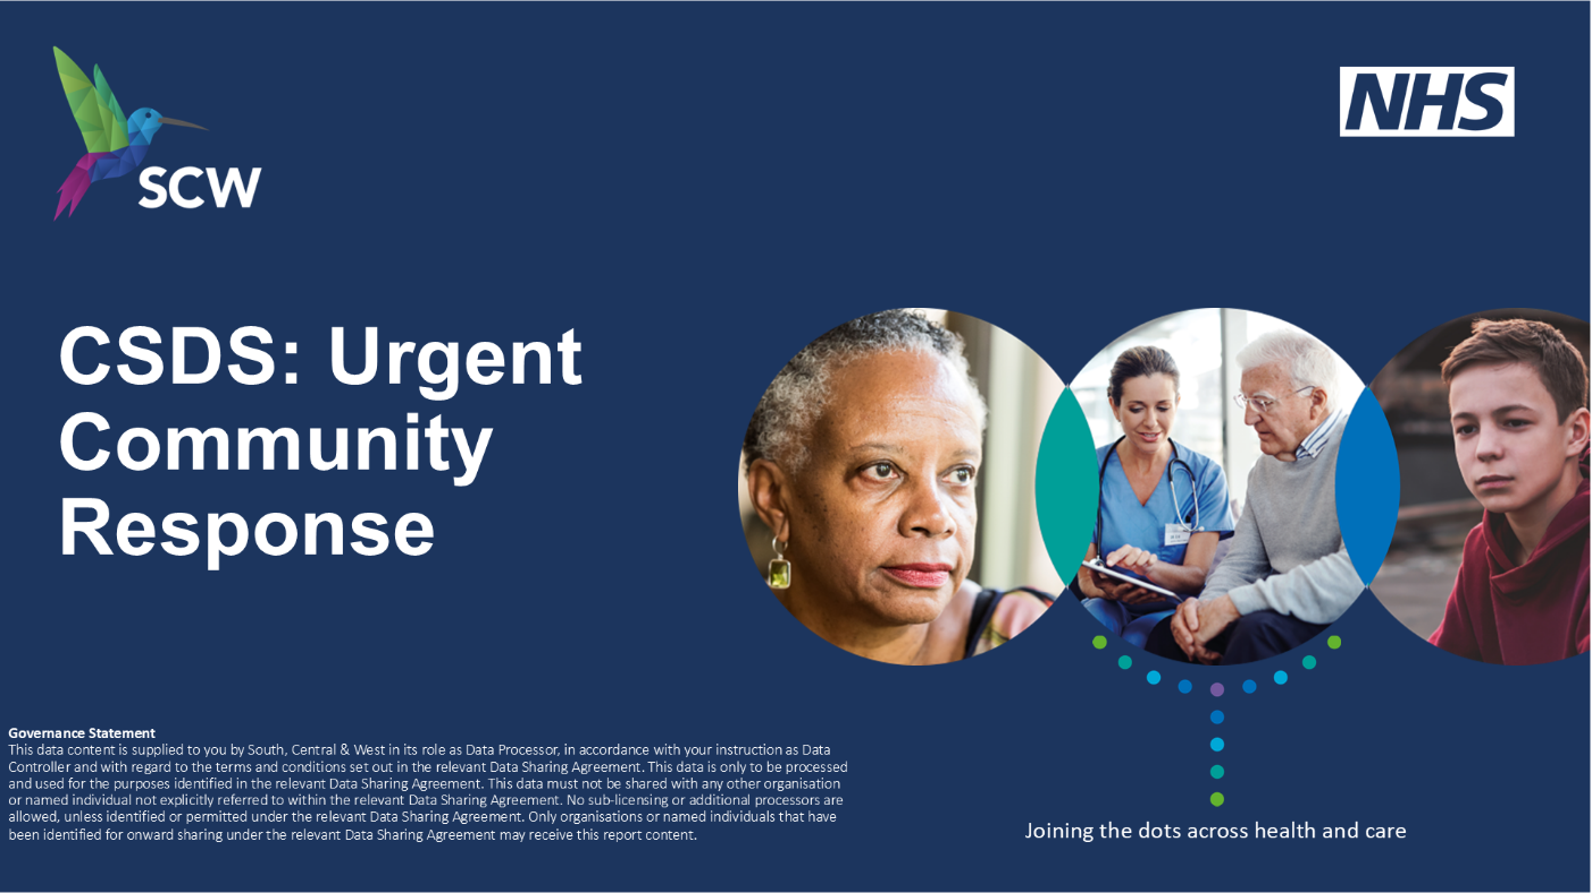 SCW
NHS
CSDS: Urgent
Community
Response
Governance Statement
This data content is supplied to you by South, Central & West in its role as Data Processor, in accordance with your instruction as Data
Controller and with regard to the terms and conditions set out in the relevant Data Sharing Agreement. This data is only to be processed
and used for the purposes identified in the relevant Data Sharing Agreement. This data must not be shared with any other organisation
or named individual not explicitly referred to within the relevant Data Sharing Agreement. No sub-licensing or additional processors are
allowed, unless identified or permitted under the relevant Data Sharing Agreement. Only organisations or named individuals that have
been identified for onward sharing under the relevant Data Sharing Agreement may receive this report content.
Joining the dots across health and care